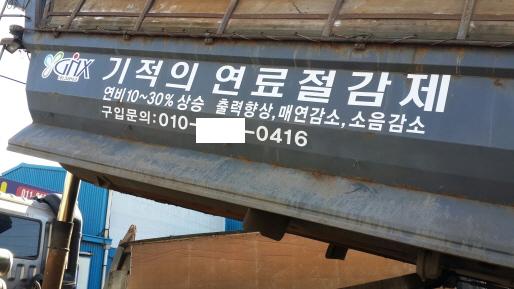 기적의 연료절감제
연비10~30%상승 출력향상,매연감소,소음감소
구입문의:010-
-0416
011-